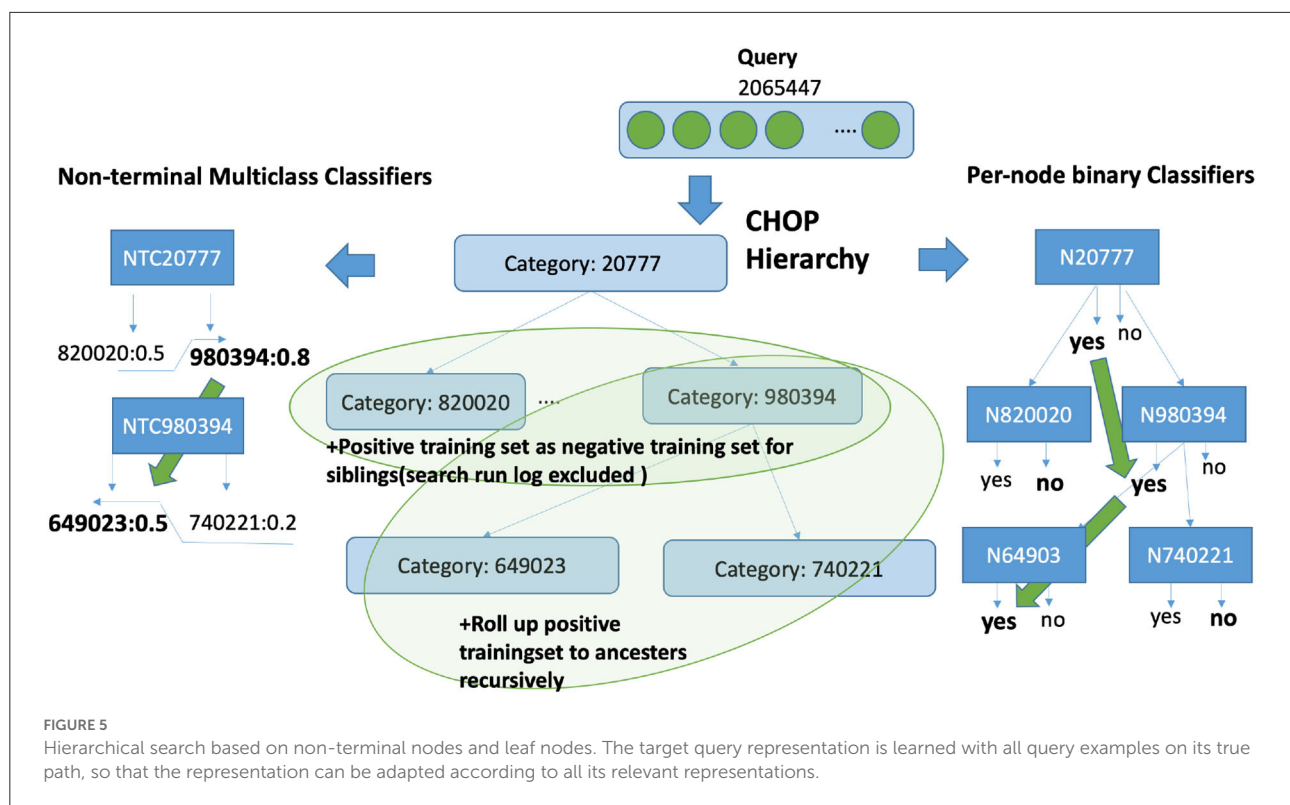 Query
2065447
....
Non-terminal Multiclass Classifiers
Per-node binary Classifiers
CHOP
Hierarchy
NTC20777
Category: 20777
N20777
820020:0.5
980394:0.8
yes
no
NTC980394
Category: 820020
....
Category: 980394
N820020
N980394
+Positive training set as negative training set for
siblings(search run log excluded )
yes
no
yes
no
649023:0.5
740221:0.2
Category: 649023
Category: 740221
N64903
N740221
+Roll up positive
trainingset to ancesters
recursively
yes
no
yes
no
FIGURE 5
Hierarchical search based on non-terminal nodes and leaf nodes. The target query representation is learned with all query examples on its true
path, so that the representation can be adapted according to all its relevant representations.